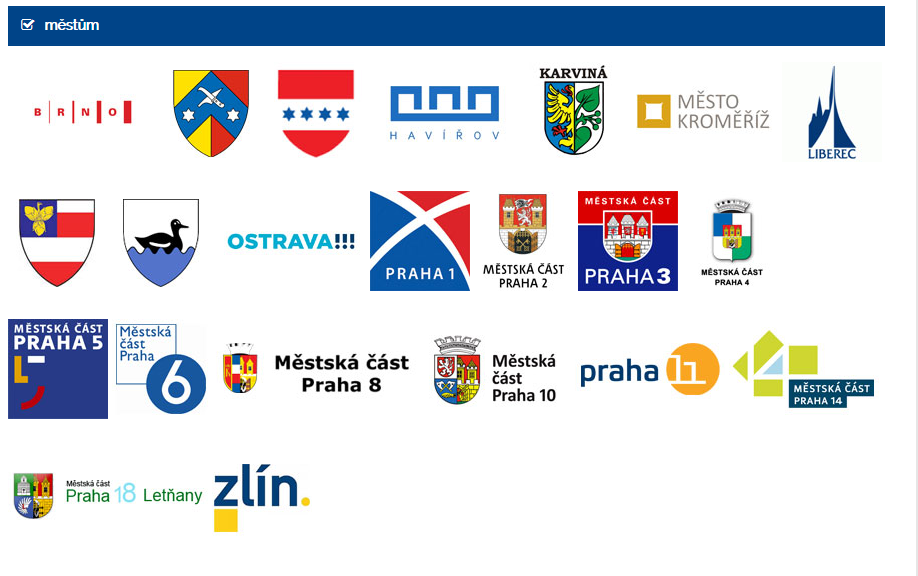 městům
BRNO
HAVÍŘOV
KARVINÁ
MĚSTO
KROMĚŘÍŽ
LIBEREC
OSTRAVA!!!
PRAHA 1
MĚSTSKÁ ČÁST
PRAHA 2
MĚSTSKÁ ČÁST
PRAHA 3
MĚSTSKÁ ČÁST
PRAHA 4
MĚSTSKÁ ČÁST
PRAHA 5
Městská
část
Praha
6
Městská část
Praha 8
Městská
část
Praha 10
praha 11
MĚSTSKÁ ČÁST
PRAHA 14
Městská část
Praha 18 Letňany
zlín.